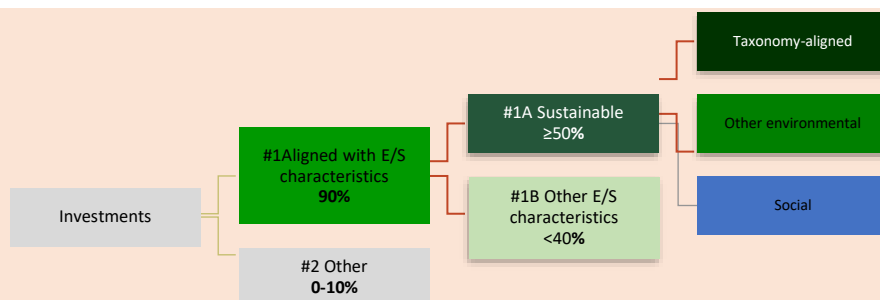 Investments
#1Aligned with E/S
characteristics
90%
#2 Other
0-10%
#1A Sustainable
≥50%
#1B Other E/S
characteristics
<40%
Taxonomy-aligned
Other environmental
Social